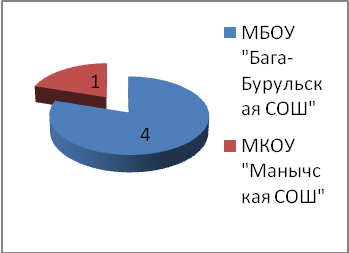 1
4
МБОУ
"Бага-
Бурульск
ая СОШ"
МКОУ
"Манычс
кая СОШ"